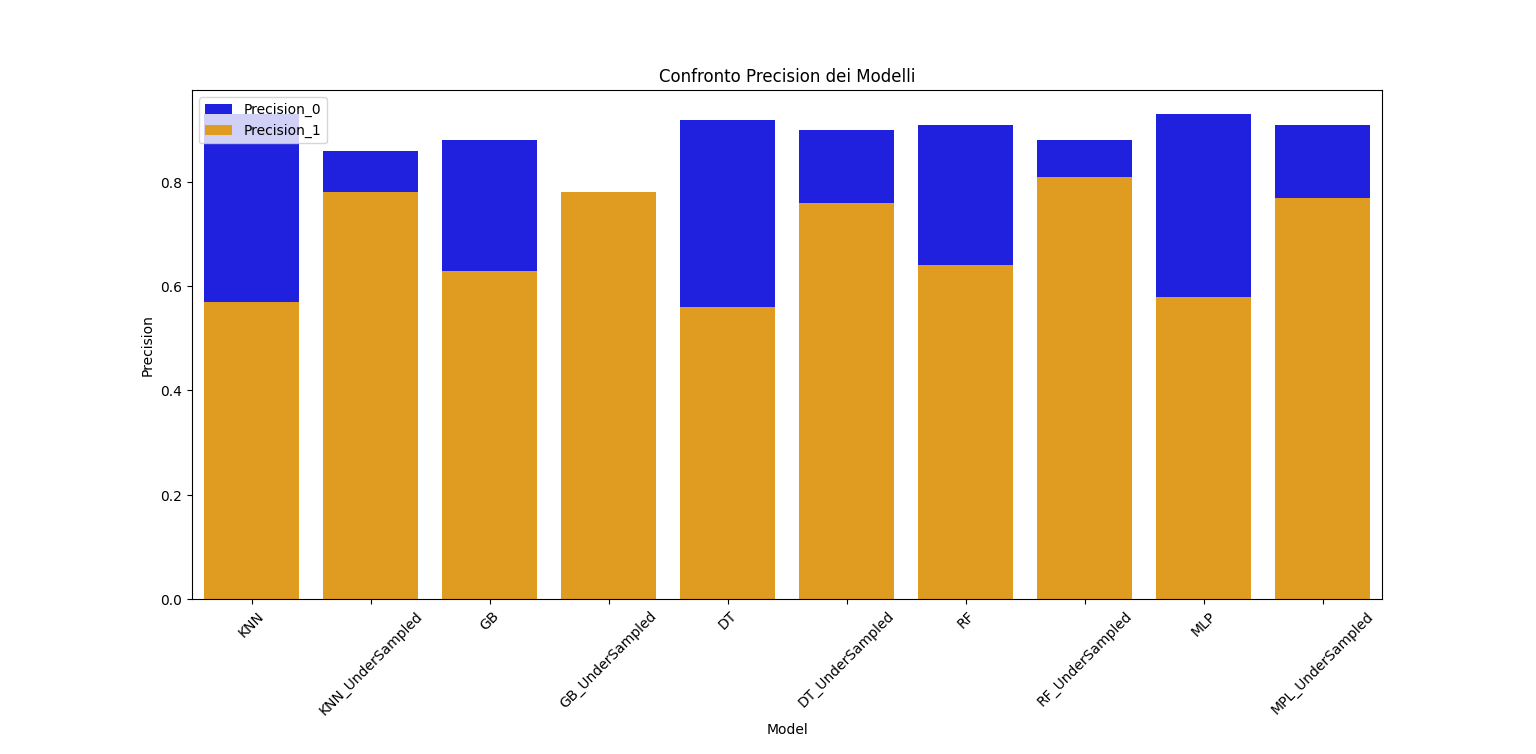 Confronto Precision dei Modelli
Precision_0
Precision_1
Precision
0.8
0.6
0.4
0.2
0.0
KNN
KNN_UnderSampled
GB
GB_UnderSampled
DT
DT_UnderSampled
RF
RF_UnderSampled
MLP
MPL_UnderSampled
Model